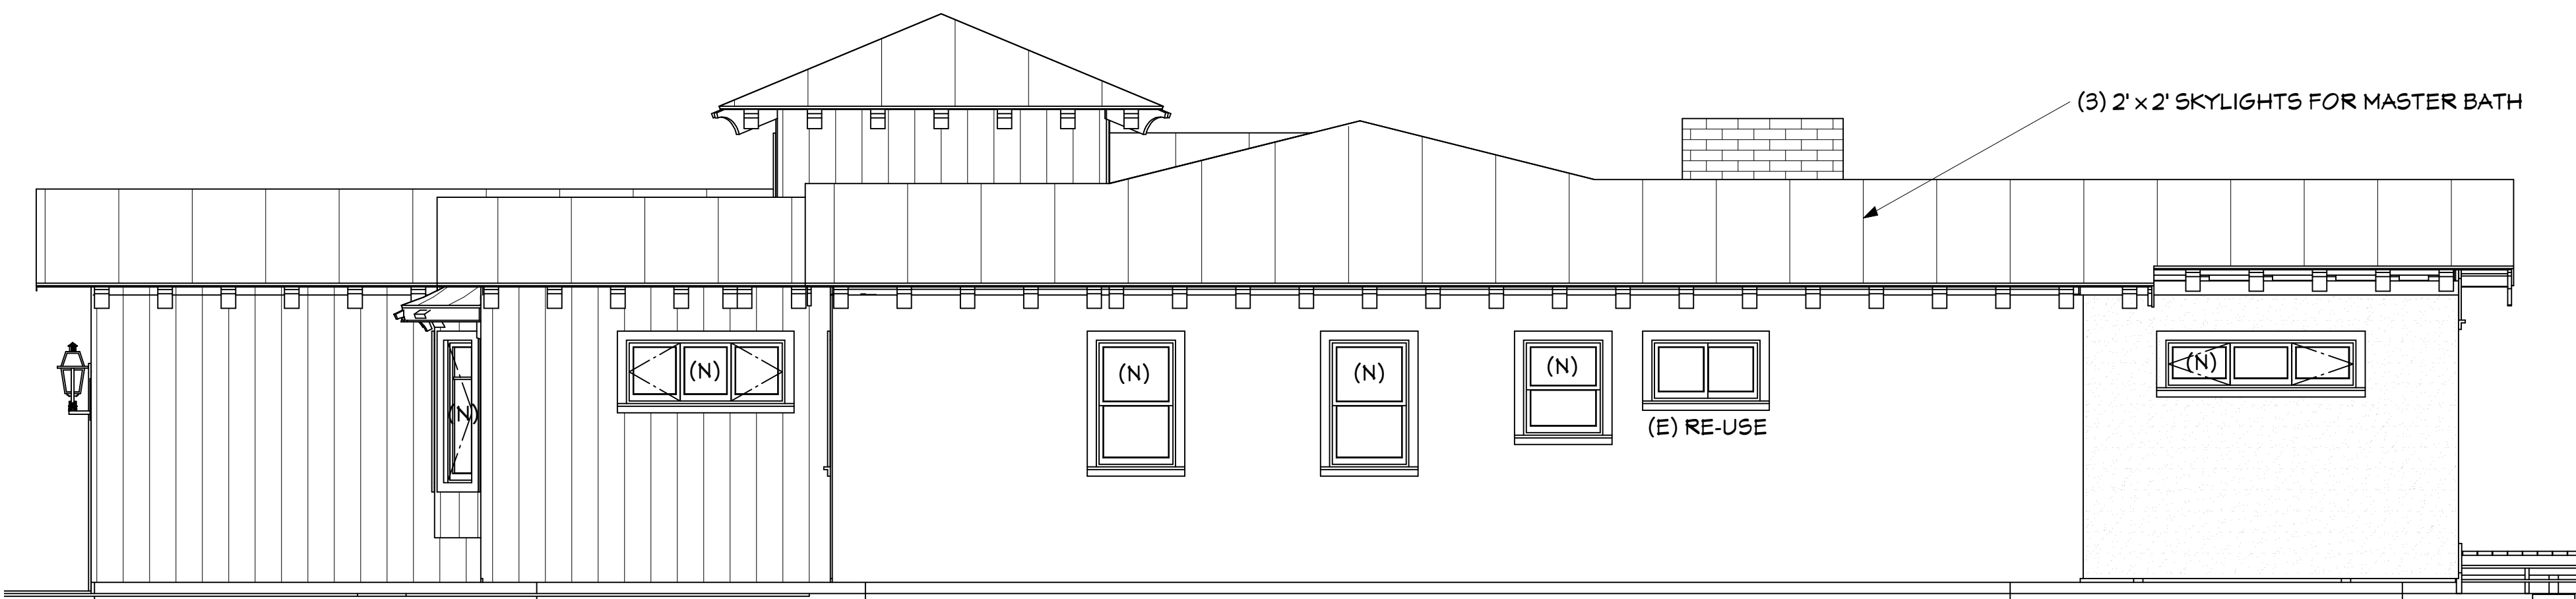 (3) 2' x 2' SKYLIGHTS FOR MASTER BATH
(N)
(N)
(N)
(N)
(N)
(N)
(E) RE-USE